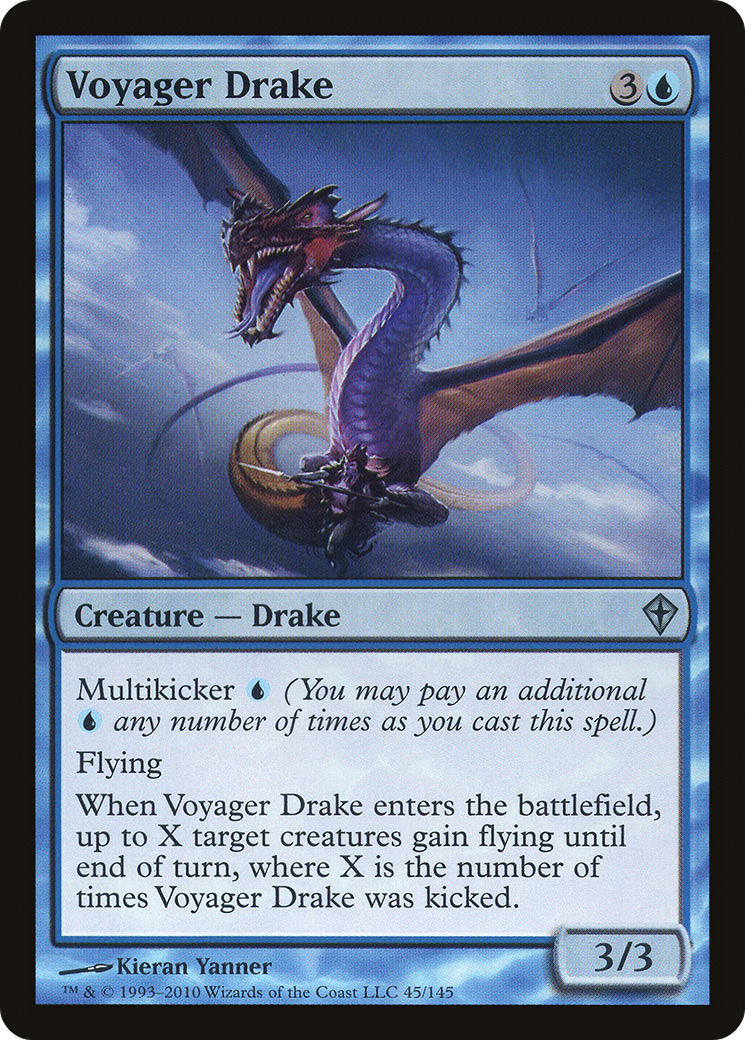 Voyager Drake
3
Creature — Drake
Multikicker (You may pay an additional
any number of times as you cast this spell.)
Flying
When Voyager Drake enters the battlefield,
up to X target creatures gain flying until
end of turn, where X is the number of
times Voyager Drake was kicked.
3/3
Kieran Yanner
™ & © 1993–2010 Wizards of the Coast LLC 45/145